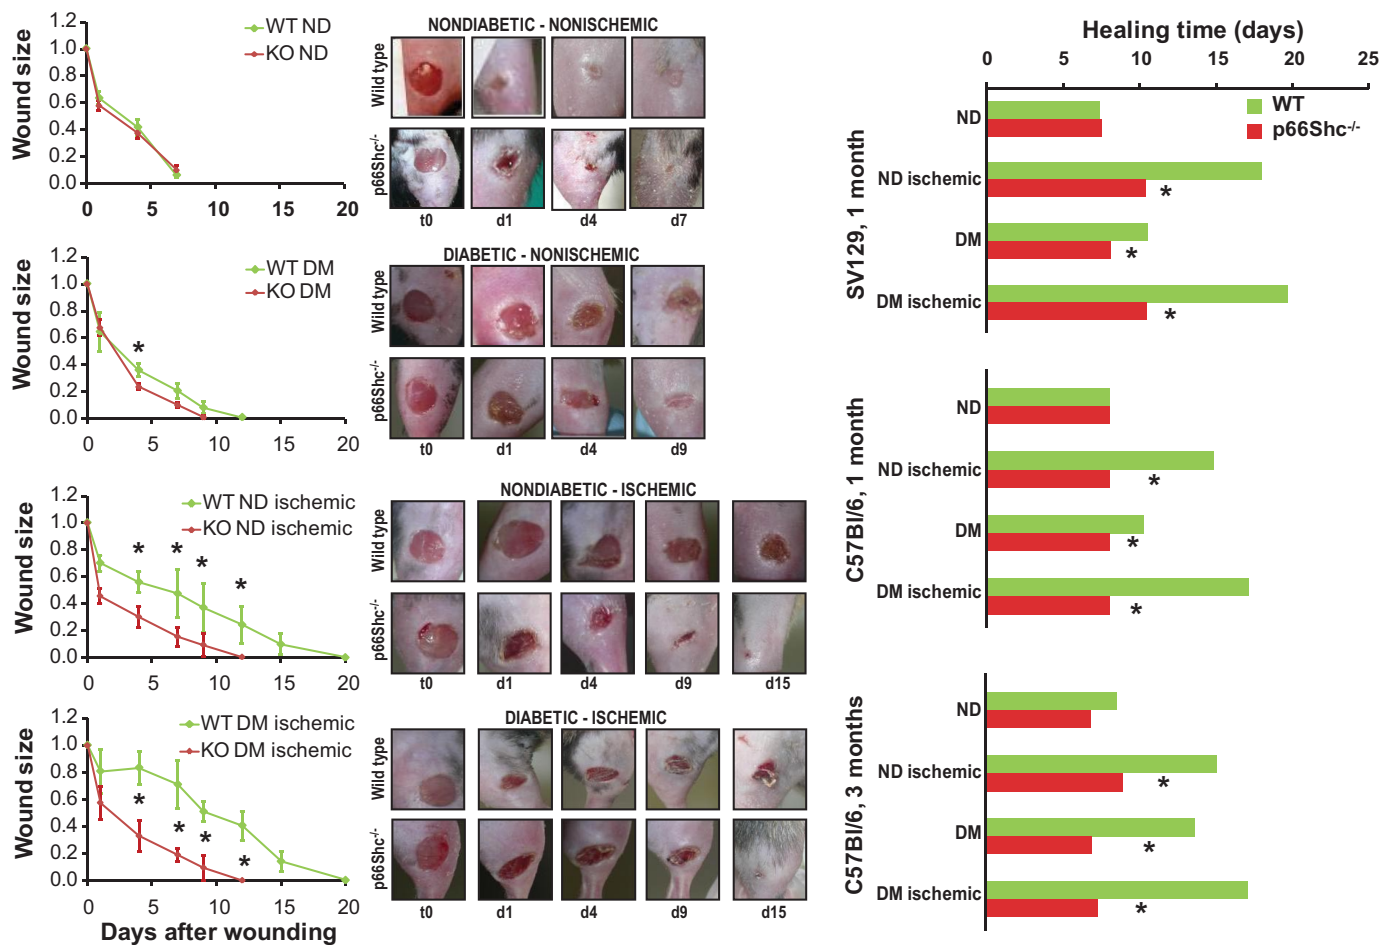 Wound size
1.2
1.0
0.8
0.6
0.4
0.2
0.0
0 5 10 15 20
WT ND
KO ND
NONDIABETIC - NONISCHEMIC
Wild type
p66Shc-/-
t0 d1 d4 d7
Wound size
1.2
1.0
0.8
0.6
0.4
0.2
0.0
0 5 10 15 20
WT DM
KO DM
*
DIABETIC - NONISCHEMIC
Wild type
p66Shc-/-
t0 d1 d4 d9
Wound size
1.2
1.0
0.8
0.6
0.4
0.2
0.0
0 5 10 15 20
WT ND ischemic
KO ND ischemic
* * * *
NONDIABETIC - ISCHEMIC
Wild type
p66Shc-/-
t0 d1 d4 d9 d15
Wound size
1.2
1.0
0.8
0.6
0.4
0.2
0.0
0 5 10 15 20
Days after wounding
WT DM ischemic
KO DM ischemic
* * * *
DIABETIC - ISCHEMIC
Wild type
p66Shc-/-
t0 d1 d4 d9 d15
Healing time (days)
0 5 10 15 20 25
WT
p66Shc-/-
SV129, 1 month
ND
ND ischemic *
DM *
DM ischemic *
C57Bl/6, 1 month
ND
ND ischemic *
DM *
DM ischemic *
C57Bl/6, 3 months
ND
ND ischemic *
DM *
DM ischemic *